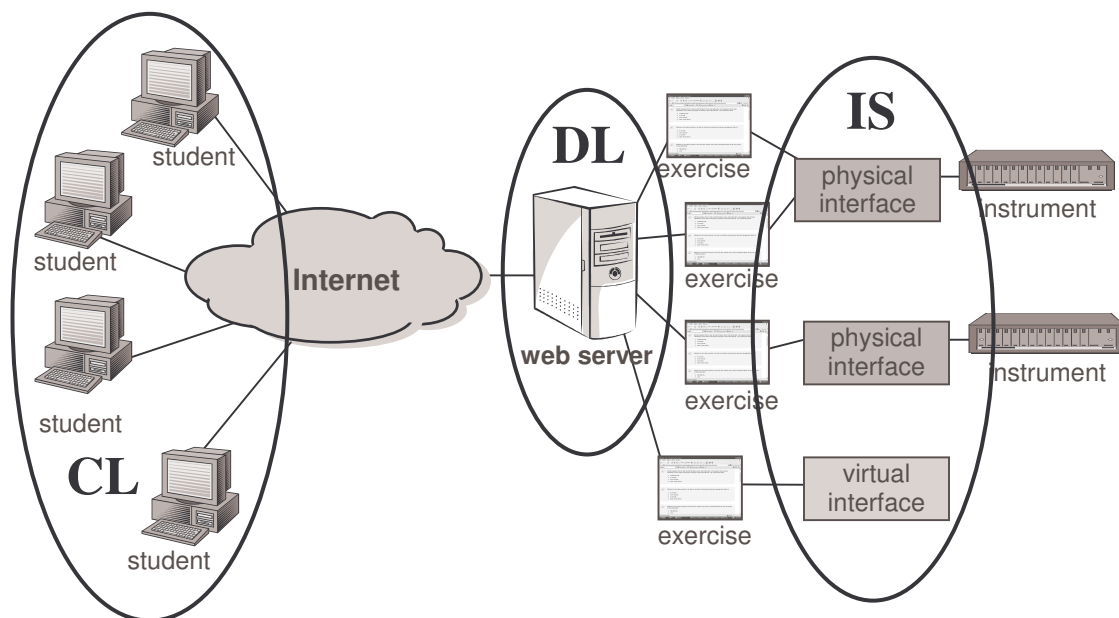 student
student
student
student
CL
Internet
DL
web server
exercise
exercise
exercise
exercise
IS
physical
interface
physical
interface
virtual
interface
instrument
instrument